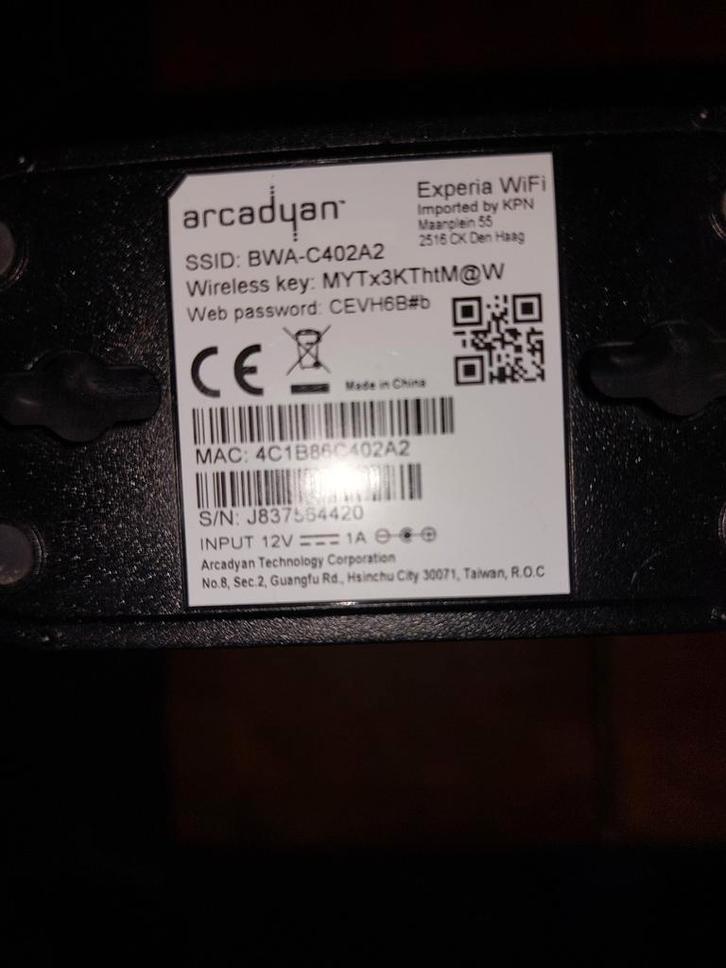 arcadyan™
Experia WiFi
Imported by KPN
Maanplein 55
2516 CK Den Haag
SSID: BWA-C402A2
Wireless key: MYTx3KThtM@W
Web password: CEVH6B#b
CE
Made in China
MAC: 4C1B86C402A2
S/N: J837564420
INPUT 12V 1A
Arcadyan Technology Corporation
No.8, Sec.2, Guangfu Rd., Hsinchu City 30071, Taiwan, R.O.C